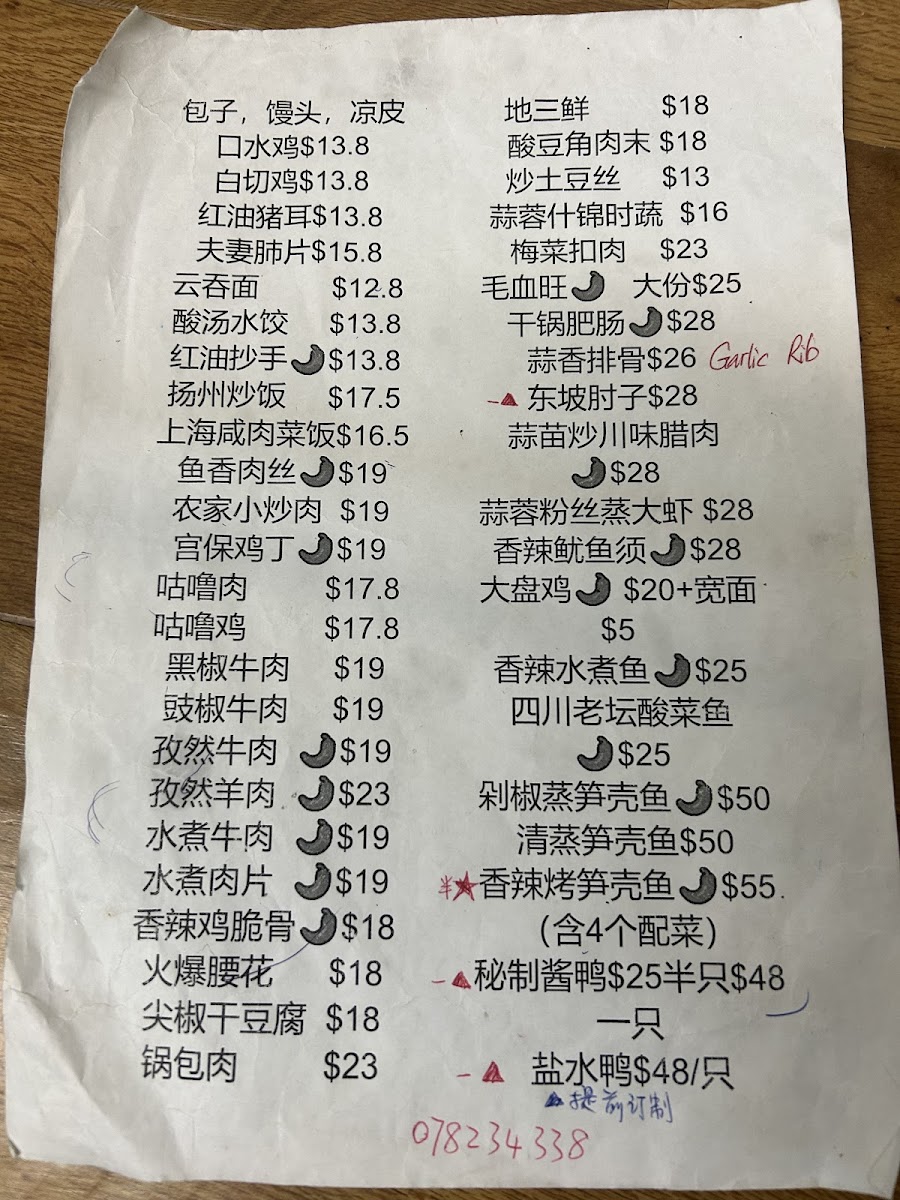 包子，馒头，凉皮
口水鸡$13.8
白切鸡$13.8
红油猪耳$13.8
夫妻肺片$15.8
云吞面 $12.8
酸汤水饺 $13.8
红油抄手🌶$13.8
扬州炒饭 $17.5
上海咸肉菜饭$16.5
鱼香肉丝🌶$19
农家小炒肉 $19
宫保鸡丁🌶$19
咕噜肉 $17.8
咕噜鸡 $17.8
黑椒牛肉 $19
豉椒牛肉 $19
孜然牛肉 🌶$19
孜然羊肉 🌶$23
水煮牛肉 🌶$19
水煮肉片 🌶$19
香辣鸡脆骨🌶$18
火爆腰花 $18
尖椒干豆腐 $18
锅包肉 $23
地三鲜 $18
酸豆角肉末 $18
炒土豆丝 $13
蒜蓉什锦时蔬 $16
梅菜扣肉 $23
毛血旺🌶 大份$25
干锅肥肠🌶$28
蒜香排骨$26 Garlic Rib
-▲ 东坡肘子$28
蒜苗炒川味腊肉
🌶$28
蒜蓉粉丝蒸大虾 $28
香辣鱿鱼须🌶$28
大盘鸡🌶 $20+宽面
$5
香辣水煮鱼🌶$25
四川老坛酸菜鱼
🌶$25
剁椒蒸笋壳鱼🌶$50
清蒸笋壳鱼$50
半★香辣烤笋壳鱼🌶$55
（含4个配菜）
-▲秘制酱鸭$25半只$48
一只
-▲ 盐水鸭$48/只
▲提前订制
078234338